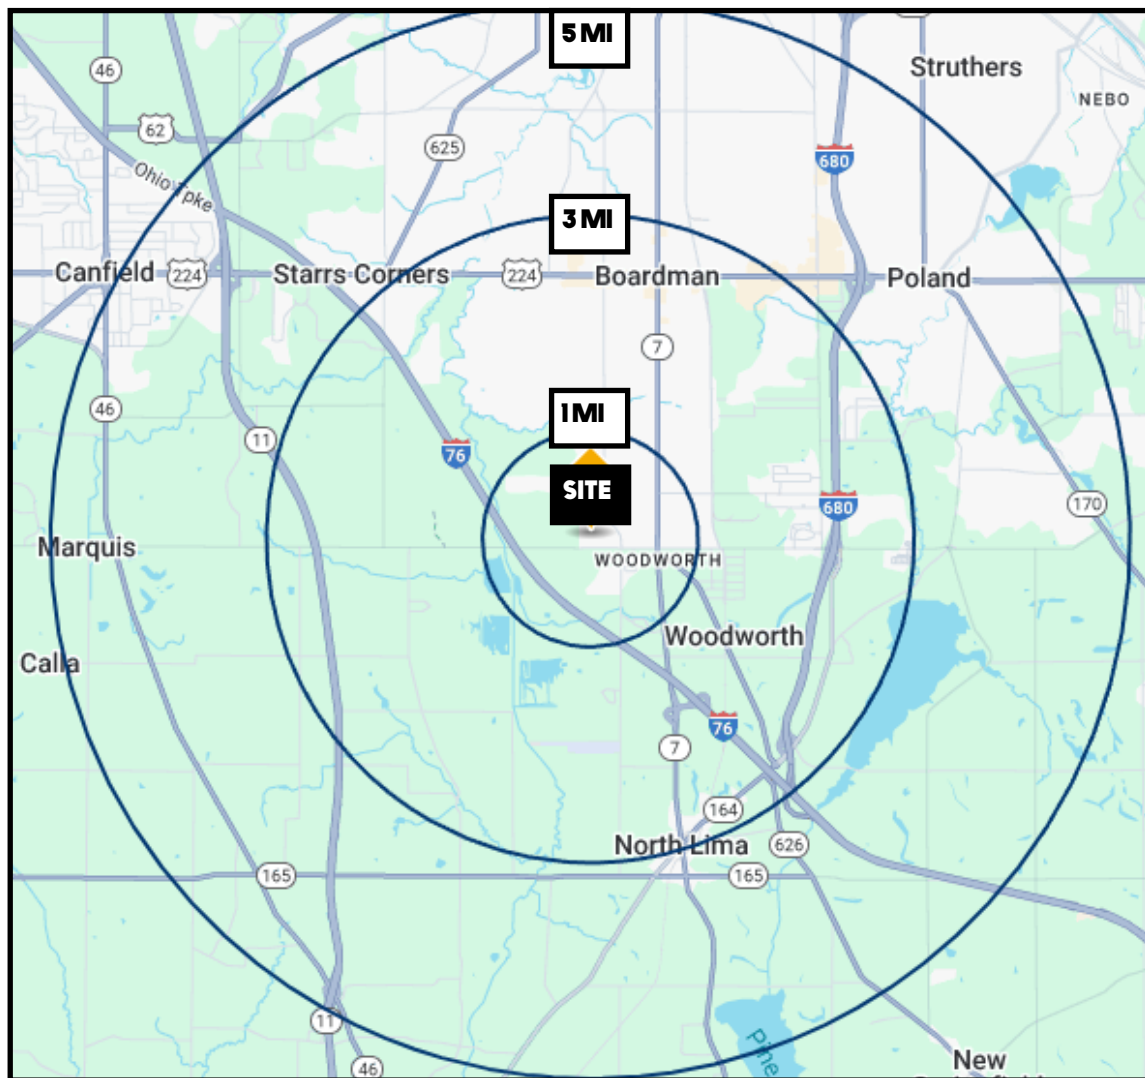 5 MI
Struthers
46
NEBO
62
625
680
Ohio Tpke
3 MI
Canfield
224
Starrs Corners
224
Boardman
Poland
7
1 MI
46
11
76
SITE
680
170
Marquis
WOODWORTH
Woodworth
Calla
76
7
164
North Lima
626
165
165
11
Pine
New
46